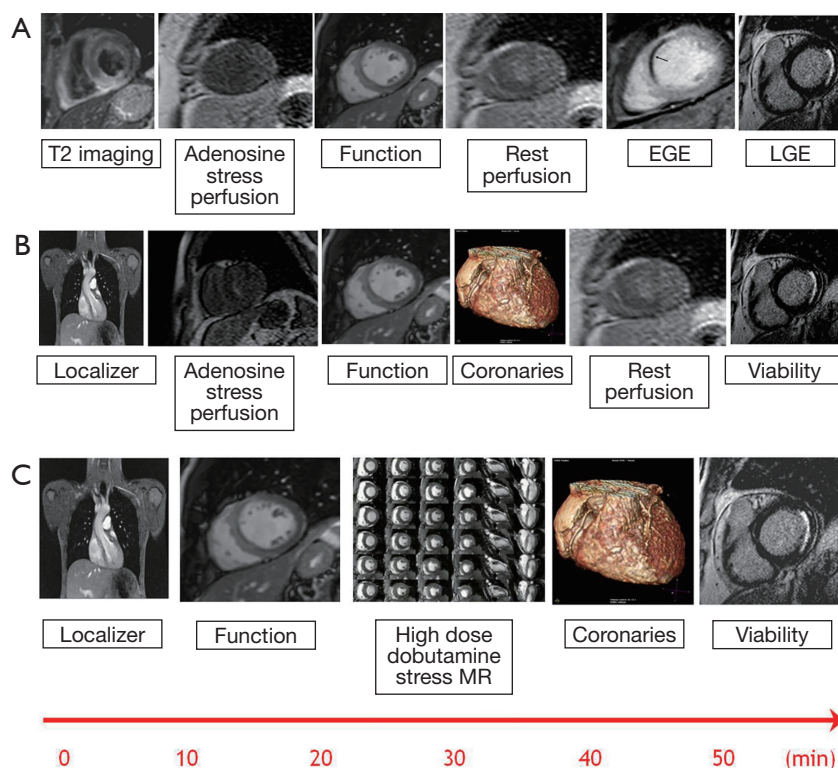 A
T2 imaging
Adenosine
stress
perfusion
Function
Rest
perfusion
EGE
LGE
B
Localizer
Adenosine
stress
perfusion
Function
Coronaries
Rest
perfusion
Viability
C
Localizer
Function
High dose
dobutamine
stress MR
Coronaries
Viability
0 10 20 30 40 50 (min)